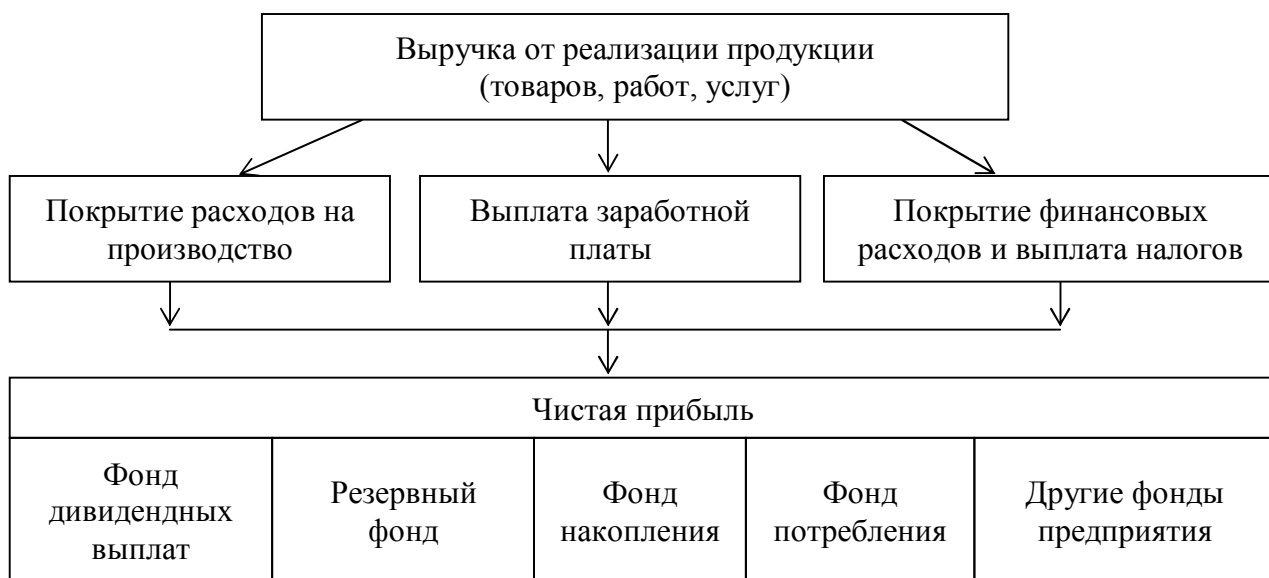 Выручка от реализации продукции
(товаров, работ, услуг)
Покрытие расходов на
производство
Выплата заработной
платы
Покрытие финансовых
расходов и выплата налогов
Чистая прибыль
Фонд
дивидендных
выплат
Резервный
фонд
Фонд
накопления
Фонд
потребления
Другие фонды
предприятия